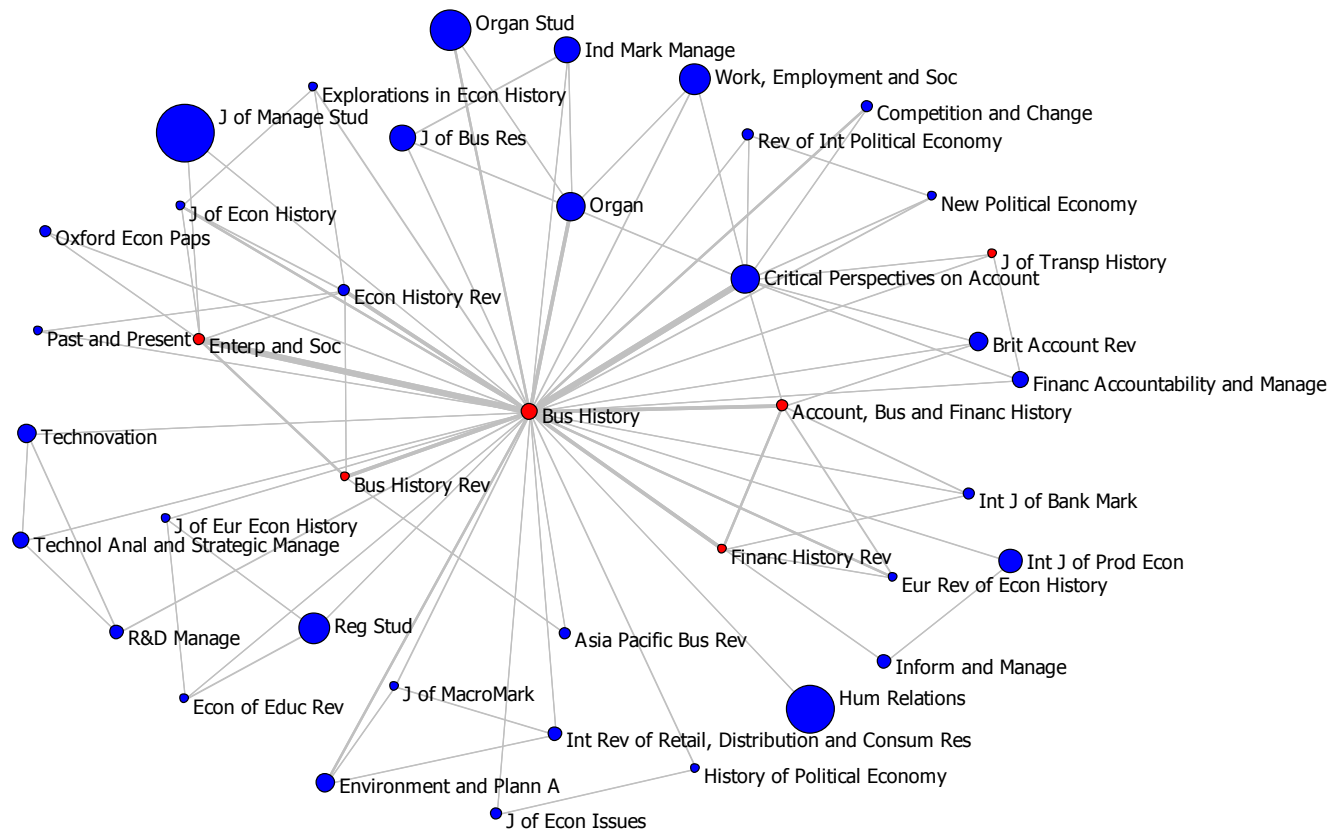 Organ Stud
Ind Mark Manage
Work, Employment and Soc
Explorations in Econ History
Competition and Change
J of Manage Stud
J of Bus Res
Rev of Int Political Economy
New Political Economy
Organ
J of Econ History
Oxford Econ Paps
J of Transp History
Critical Perspectives on Account
Econ History Rev
Past and Present
Enterp and Soc
Brit Account Rev
Financ Accountability and Manage
Bus History
Account, Bus and Financ History
Technovation
Bus History Rev
Int J of Bank Mark
J of Eur Econ History
Technol Anal and Strategic Manage
Financ History Rev
Int J of Prod Econ
Eur Rev of Econ History
Reg Stud
R&D Manage
Asia Pacific Bus Rev
Inform and Manage
J of MacroMark
Hum Relations
Econ of Educ Rev
Int Rev of Retail, Distribution and Consum Res
History of Political Economy
Environment and Plann A
J of Econ Issues